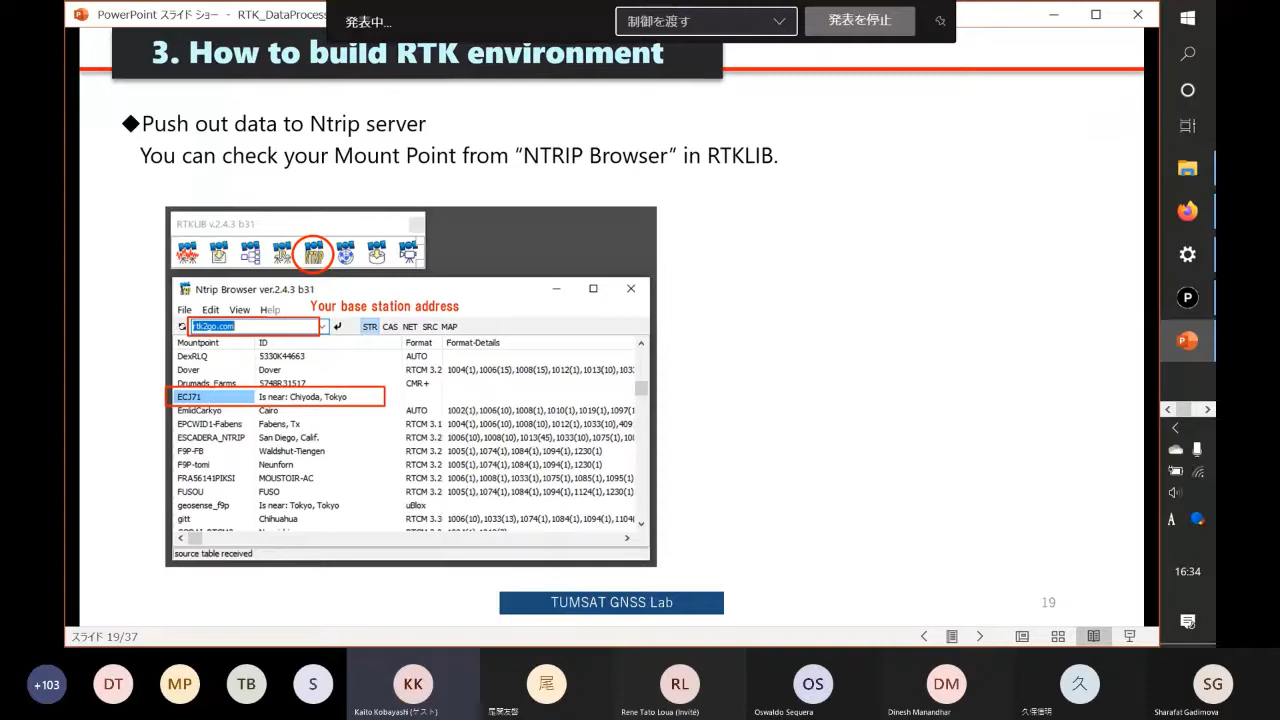 PowerPoint スライド ショー - RTK_DataProcess
発表中...
制御を渡す
発表を停止
3. How to build RTK environment
◆Push out data to Ntrip server
You can check your Mount Point from “NTRIP Browser” in RTKLIB.
RTKLIB v.2.4.3 b31
Ntrip Browser ver.2.4.3 b31
File Edit View Help
Your base station address
rtk2go.com
STR CAS NET SRC MAP
Mountpoint ID Format Format-Details
DexRLQ 5330K44663 AUTO
Dover Dover RTCM 3.2 1004(1),1006(15),1008(15),1012(1),1013(10),103
Drumads_Farms 5748R31517 CMR+
ECJ71 Is near: Chiyoda, Tokyo
EmlidCarkyo Cairo AUTO 1002(1),1006(10),1008(1),1010(1),1019(1),1097(1
EPCWID1-Fabens Fabens, Tx RTCM 3.1 1004(1),1006(10),1008(1),1012(1),1033(10),409
ESCADERA_NTRIP San Diego, Calif. RTCM 3.2 1006(10),1008(10),1013(45),1033(10),1075(1),10
F9P-FB Waldshut-Tiengen RTCM 3.2 1005(1),1074(1),1084(1),1094(1),1230(1)
F9P-tomi Neunforn RTCM 3.2 1005(1),1074(1),1084(1),1094(1),1230(1)
FRA56141PIKSI MOUSTOIR-AC RTCM 3.2 1006(1),1008(1),1033(1),1075(1),1085(1),1095(1)
FUSOU FUSO RTCM 3.2 1005(1),1074(1),1084(1),1094(1),1124(1),1230(1)
geosense_f9p Is near: Tokyo, Tokyo uBlox
gitt Chihuahua RTCM 3.3 1006(10),1033(13),1074(1),1084(1),1094(1),1104(
source table received
TUMSAT GNSS Lab
19
スライド 19/37
A
16:34
+103
DT
MP
TB
S
KK
尾
RL
OS
DM
久
SG
Kaito Kobayashi (ゲスト)
尾関友啓
Rene Tato Loua (Invité)
Oswaldo Sequera
Dinesh Manandhar
久保信明
Sharafat Gadimova